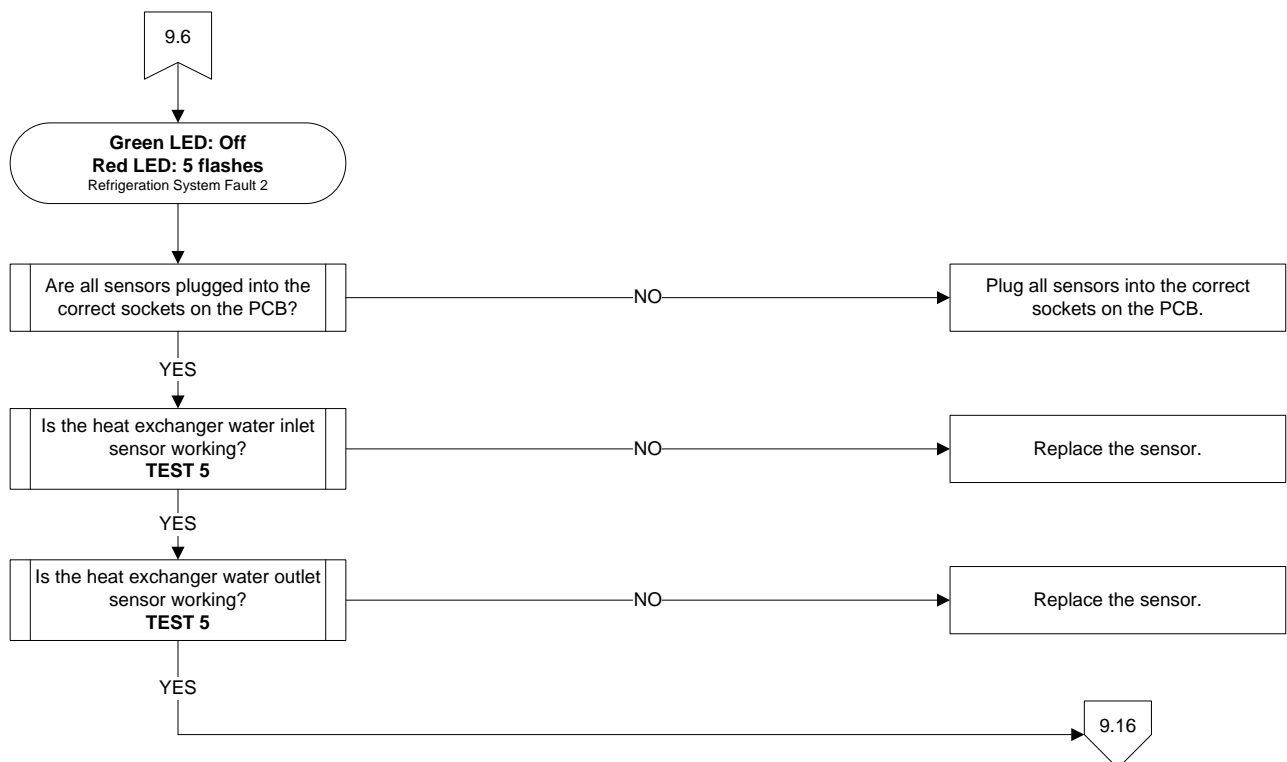 9.6
Green LED: Off
Red LED: 5 flashes
Refrigeration System Fault 2
Are all sensors plugged into the
correct sockets on the PCB?
NO
Plug all sensors into the correct
sockets on the PCB.
YES
Is the heat exchanger water inlet
sensor working?
TEST 5
NO
Replace the sensor.
YES
Is the heat exchanger water outlet
sensor working?
TEST 5
NO
Replace the sensor.
YES
9.16